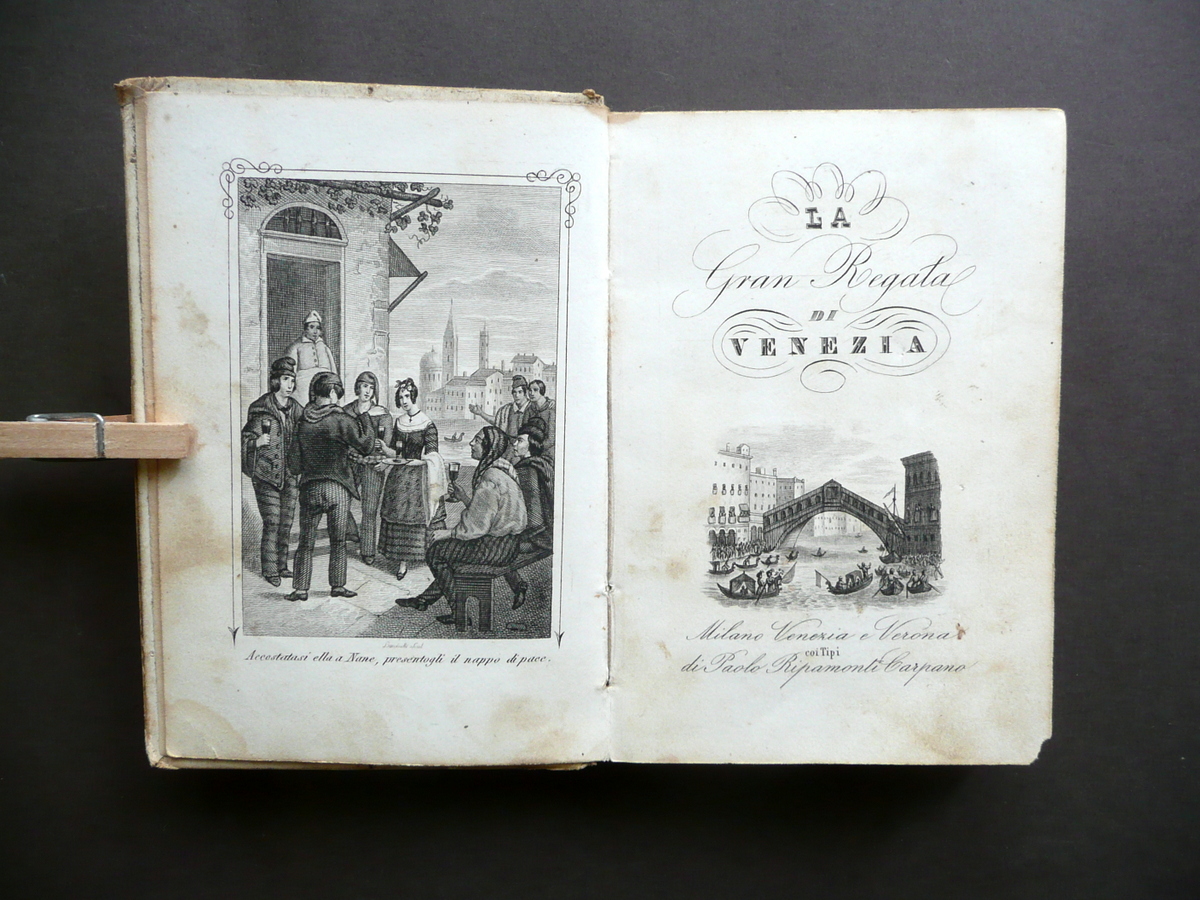 Accostatasi ella a Nane, presentogli il nappo di pace.
LA
Gran Regata
DI
VENEZIA
Milano Venezia e Verona
coi Tipi
di Paolo Ripamonti Carpano